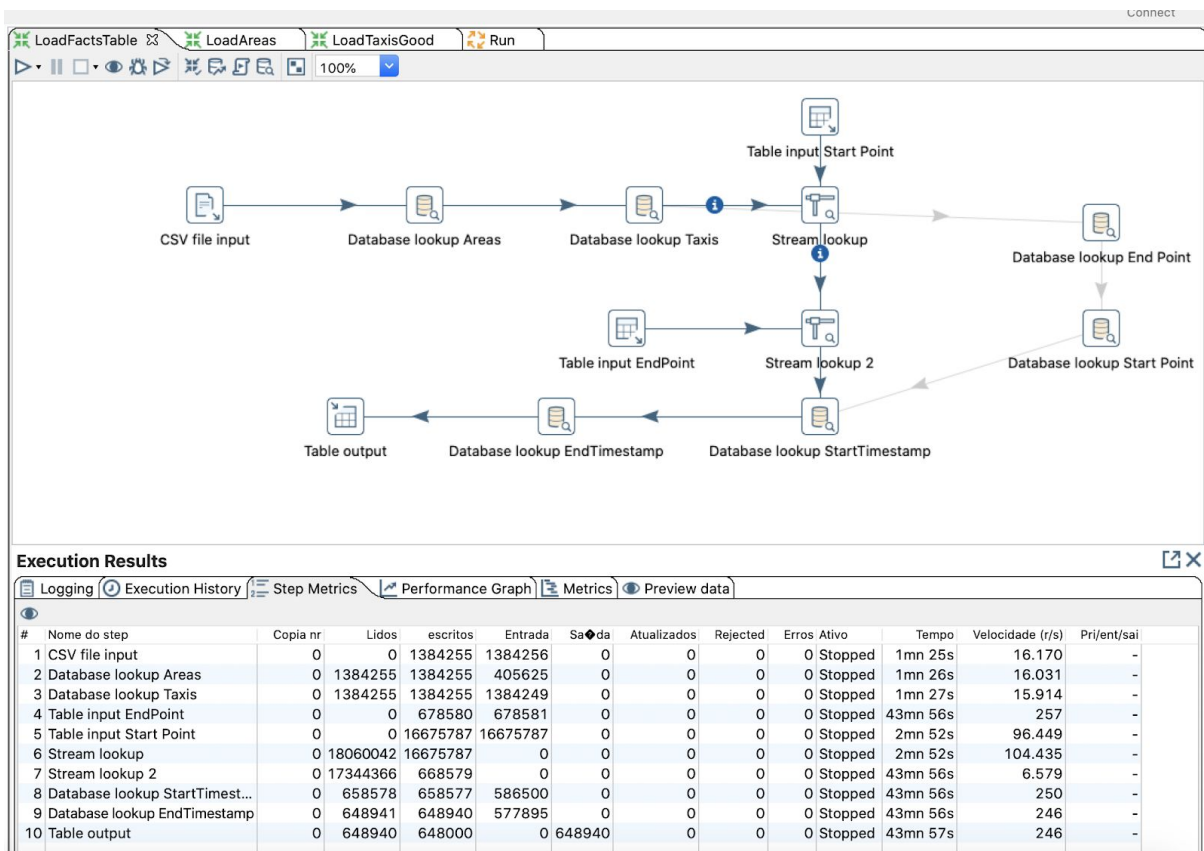 Connect
LoadFactsTable LoadAreas LoadTaxisGood Run
100%
Table input Start Point
CSV file input Database lookup Areas Database lookup Taxis Stream lookup
Database lookup End Point
Table input EndPoint Stream lookup 2 Database lookup Start Point
Table output Database lookup EndTimestamp Database lookup StartTimestamp
Execution Results
Logging Execution History Step Metrics Performance Graph Metrics Preview data
# Nome do step Copia nr Lidos escritos Entrada Sa�da Atualizados Rejected Erros Ativo Tempo Velocidade (r/s) Pri/ent/sai
1 CSV file input 0 0 1384255 1384256 0 0 0 0 Stopped 1mn 25s 16.170 -
2 Database lookup Areas 0 1384255 1384255 405625 0 0 0 0 Stopped 1mn 26s 16.031 -
3 Database lookup Taxis 0 1384255 1384255 1384249 0 0 0 0 Stopped 1mn 27s 15.914 -
4 Table input EndPoint 0 0 678580 678581 0 0 0 0 Stopped 43mn 56s 257 -
5 Table input Start Point 0 0 16675787 16675787 0 0 0 0 Stopped 2mn 52s 96.449 -
6 Stream lookup 0 18060042 16675787 0 0 0 0 0 Stopped 2mn 52s 104.435 -
7 Stream lookup 2 0 17344366 668579 0 0 0 0 0 Stopped 43mn 56s 6.579 -
8 Database lookup StartTimest... 0 658578 658577 586500 0 0 0 0 Stopped 43mn 56s 250 -
9 Database lookup EndTimestamp 0 648941 648940 577895 0 0 0 0 Stopped 43mn 56s 246 -
10 Table output 0 648940 648000 0 648940 0 0 0 Stopped 43mn 57s 246 -